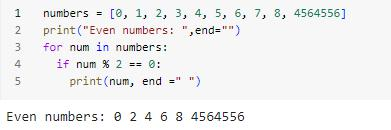 1 numbers = [0, 1, 2, 3, 4, 5, 6, 7, 8, 4564556]
2 print("Even numbers: ",end="")
3 for num in numbers:
4   if num % 2 == 0:
5     print(num, end =" ")
Even numbers: 0 2 4 6 8 4564556